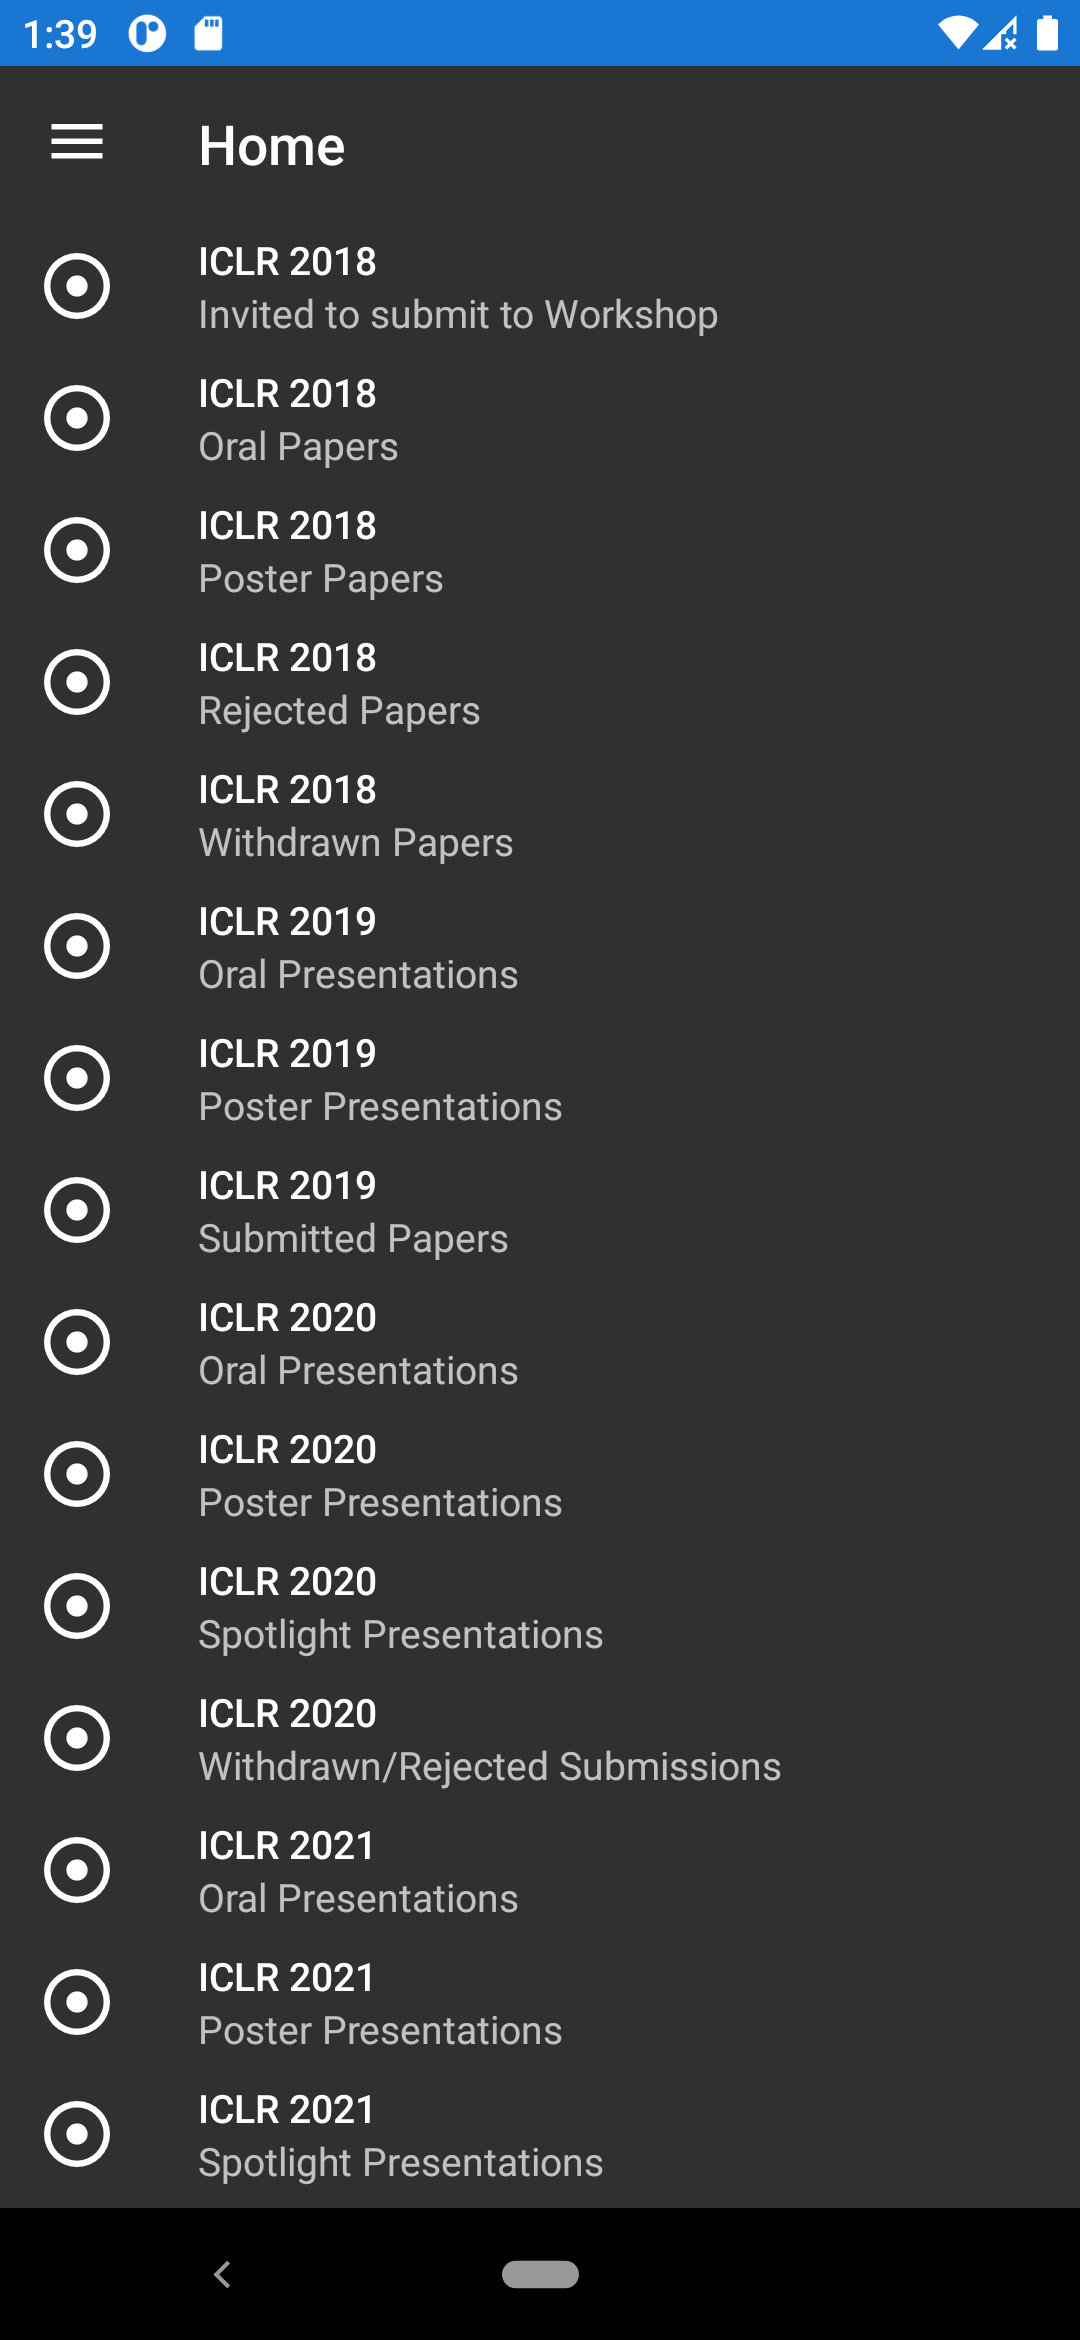 1:39
Home
ICLR 2018
Invited to submit to Workshop
ICLR 2018
Oral Papers
ICLR 2018
Poster Papers
ICLR 2018
Rejected Papers
ICLR 2018
Withdrawn Papers
ICLR 2019
Oral Presentations
ICLR 2019
Poster Presentations
ICLR 2019
Submitted Papers
ICLR 2020
Oral Presentations
ICLR 2020
Poster Presentations
ICLR 2020
Spotlight Presentations
ICLR 2020
Withdrawn/Rejected Submissions
ICLR 2021
Oral Presentations
ICLR 2021
Poster Presentations
ICLR 2021
Spotlight Presentations